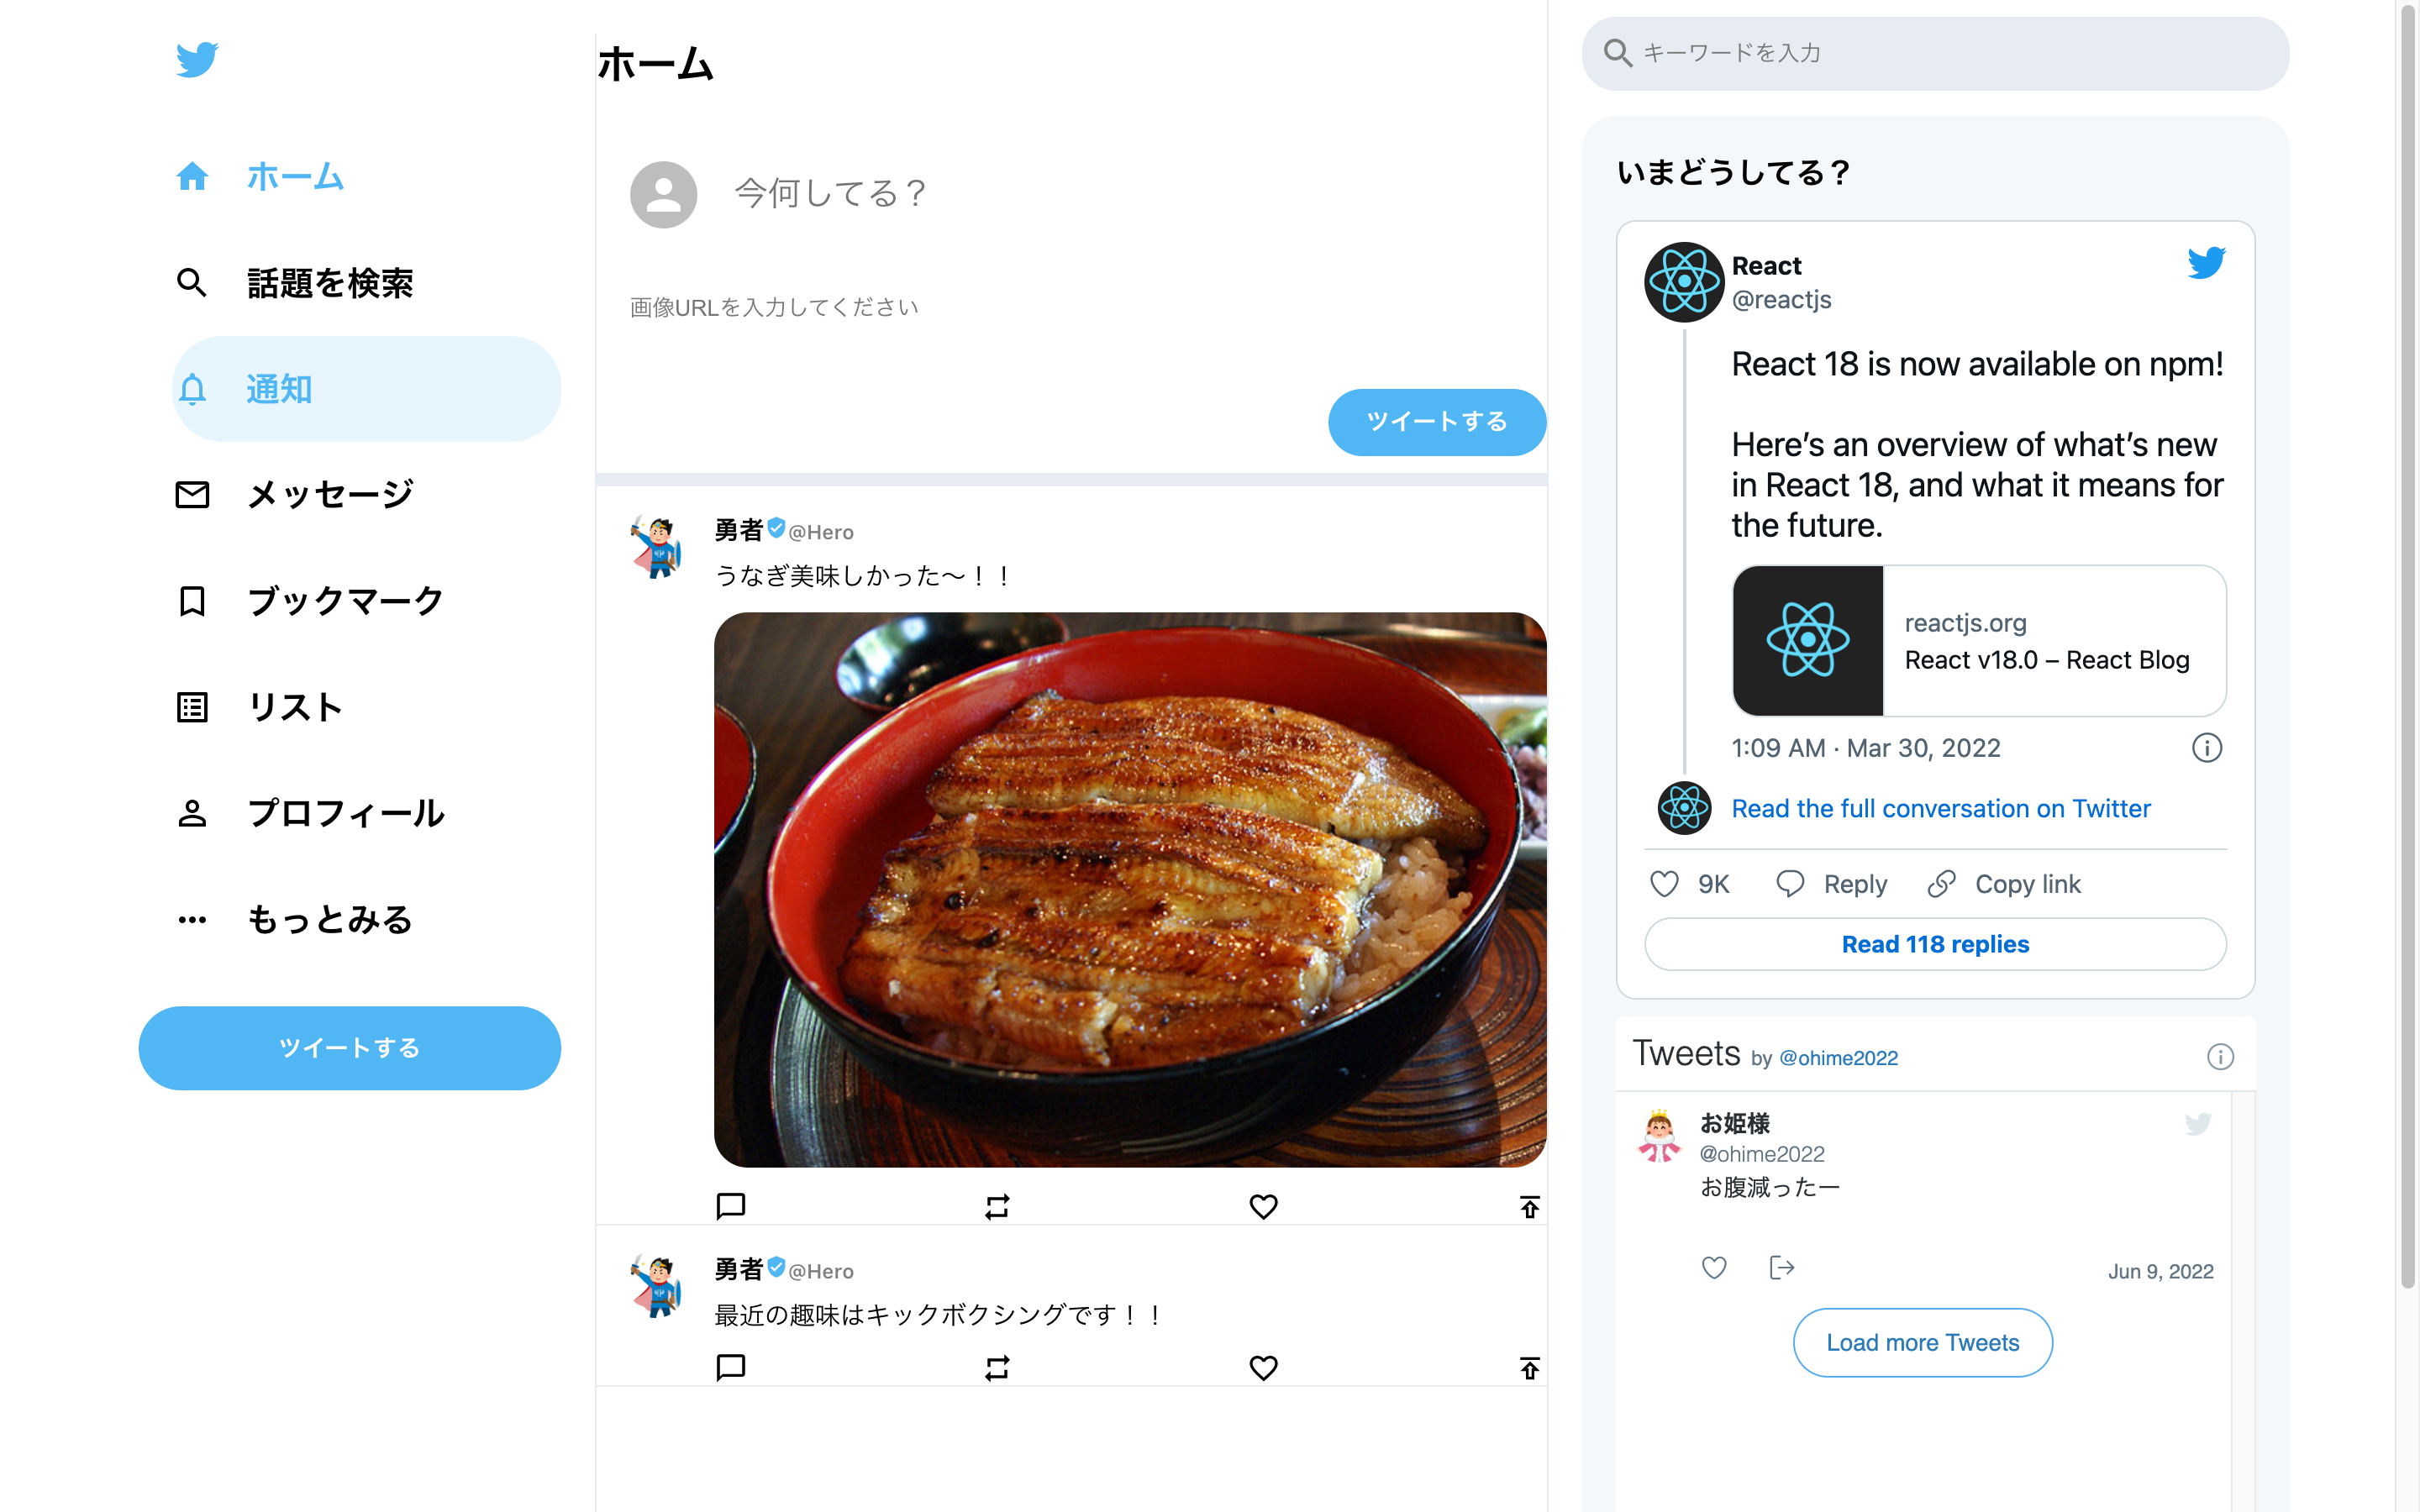 ホーム
話題を検索
通知
メッセージ
ブックマーク
リスト
プロフィール
もっとみる
ツイートする
ホーム
今何してる？
画像URLを入力してください
ツイートする
勇者 @Hero
うなぎ美味しかった〜！！
勇者 @Hero
最近の趣味はキックボクシングです！！
キーワードを入力
いまどうしてる？
React
@reactjs
React 18 is now available on npm!
Here’s an overview of what’s new
in React 18, and what it means for
the future.
reactjs.org
React v18.0 – React Blog
1:09 AM · Mar 30, 2022
Read the full conversation on Twitter
9K Reply Copy link
Read 118 replies
Tweets by @ohime2022
お姫様
@ohime2022
お腹減ったー
Jun 9, 2022
Load more Tweets